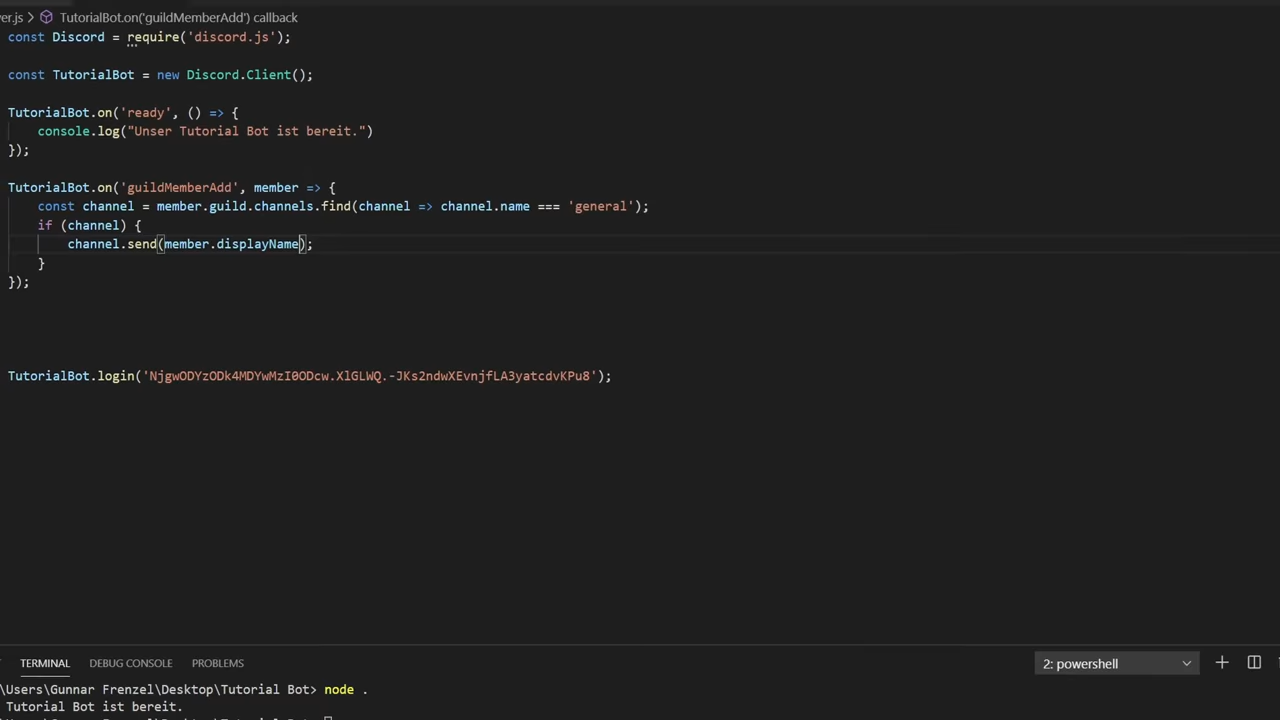 er.js > TutorialBot.on('guildMemberAdd') callback
const Discord = require('discord.js');
const TutorialBot = new Discord.Client();
TutorialBot.on('ready', () => {
console.log("Unser Tutorial Bot ist bereit.")
});
TutorialBot.on('guildMemberAdd', member => {
const channel = member.guild.channels.find(channel => channel.name === 'general');
if (channel) {
channel.send(member.displayName);
}
});
TutorialBot.login('NjgwODYzODk4MDYwMzI0ODcw.XlGLWQ.-JKs2ndwXEvnjfLA3yatcdvKPu8');
TERMINAL DEBUG CONSOLE PROBLEMS 2: powershell
\Users\Gunnar Frenzel\Desktop\Tutorial Bot> node .
Tutorial Bot ist bereit.